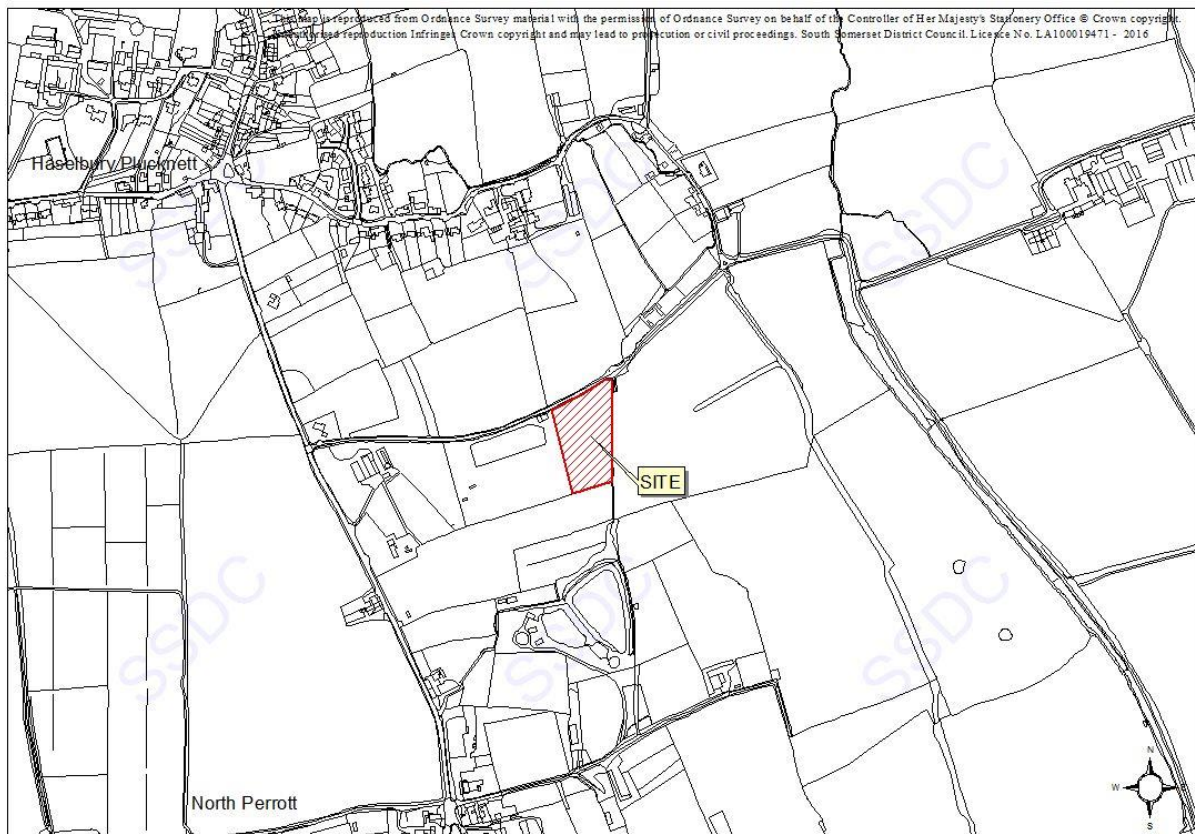 This map is reproduced from Ordnance Survey material with the permission of Ordnance Survey on behalf of the Controller of Her Majesty's Stationery Office © Crown copyright.
Unauthorised reproduction Infringes Crown copyright and may lead to prosecution or civil proceedings. South Somerset District Council. Licence No. LA100019471 - 2016
Haselbury Plucknett
SSDC SSDC SSDC
SITE
SSDC SSDC SSDC
North Perrott
N
W
S